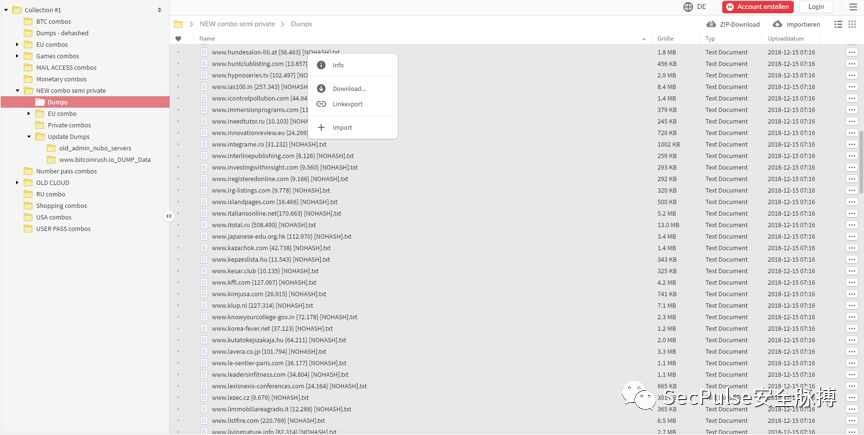 Collection #1
BTC combos
Dumps - dehashed
EU combos
Games combos
MAIL ACCESS combos
Monetary combos
NEW combo semi private
Dumps
EU combo
Private combos
Update Dumps
old_admin_nubo_servers
www.bitcoinrush.io_DUMP_Data
Number pass combos
OLD CLOUD
RU combo
Shopping combos
USA combos
USER PASS combos
DE Account erstellen Login
NEW combo semi private > Dumps ZIP-Download Importieren
Name Größe Typ Uploaddatum
www.hundesalon-lili.at {56.463} [NOHASH].txt 1.8 MB Text Document 2018-12-15 07:16
www.huntclublisting.com {13.857} 456 KB Text Document 2018-12-15 07:16
www.hypnoseries.tv {102.497} [NO 2.9 MB Text Document 2018-12-15 07:16
www.ias100.in {257.343} [NOHASH 8.4 MB Text Document 2018-12-15 07:16
www.icontrolpollution.com {44.94 1.4 MB Text Document 2018-12-15 07:16
www.immersionprograms.com {11 379 KB Text Document 2018-12-15 07:16
www.ineedtutor.ru {10.103} [NOHA 245 KB Text Document 2018-12-15 07:16
www.innovationreview.eu {24.269} 720 KB Text Document 2018-12-15 07:16
www.integrame.ro {31.232} [NOHASH].txt 1002 KB Text Document 2018-12-15 07:16
www.interlinepublishing.com {8.126} [NOHASH].txt 259 KB Text Document 2018-12-15 07:16
www.investingwithinsight.com {9.560} [NOHASH].txt 293 KB Text Document 2018-12-15 07:16
www.iregisteredonline.com {9.166} [NOHASH].txt 292 KB Text Document 2018-12-15 07:16
www.irg-listings.com {9.778} [NOHASH].txt 320 KB Text Document 2018-12-15 07:16
www.islandpages.com {16.466} [NOHASH].txt 500 KB Text Document 2018-12-15 07:16
www.italiansonline.net{170.663} [NOHASH].txt 5.2 MB Text Document 2018-12-15 07:16
www.itotal.ru {508.490} [NOHASH].txt 13.0 MB Text Document 2018-12-15 07:16
www.japanese-edu.org.hk {112.970} [NOHASH].txt 3.4 MB Text Document 2018-12-15 07:16
www.kazachok.com {42.738} [NOHASH].txt 1.4 MB Text Document 2018-12-15 07:16
www.kepzeslista.hu {11.543} [NOHASH].txt 343 KB Text Document 2018-12-15 07:16
www.kesar.club {10.135} [NOHASH].txt 325 KB Text Document 2018-12-15 07:16
www.kffl.com {127.097} [NOHASH].txt 4.2 MB Text Document 2018-12-15 07:16
www.kimjusa.com {26.915} [NOHASH].txt 741 KB Text Document 2018-12-15 07:16
www.klup.nl {227.314} [NOHASH].txt 7.1 MB Text Document 2018-12-15 07:16
www.knowyourcollege-gov.in {72.178} [NOHASH].txt 2.3 MB Text Document 2018-12-15 07:16
www.korea-fever.net {37.123} [NOHASH].txt 1.2 MB Text Document 2018-12-15 07:16
www.kutatokejszakaja.hu {64.211} [NOHASH].txt 2.0 MB Text Document 2018-12-15 07:16
www.lavera.co.jp {101.794} [NOHASH].txt 3.3 MB Text Document 2018-12-15 07:16
www.le-sentier-paris.com {36.177} [NOHASH].txt 1.1 MB Text Document 2018-12-15 07:16
www.leadersinfitness.com {34.804} [NOHASH].txt 1.1 MB Text Document 2018-12-15 07:16
www.lexisnexis-conferences.com {24.164} [NOHASH].txt 665 KB Text Document 2018-12-15 07:16
www.lezec.cz {9.679} [NOHASH].txt Text Document 2018-12-15 07:16
www.limmobiliareagrado.it {12.288} [NOHASH].txt 365 KB Text Document 2018-12-15 07:16
www.listfire.com {220.769} [NOHASH].txt 6.5 MB Text Document 2018-12-15 07:16
www.livingnature.info {82.314} [NOHASH].txt 2.7 MB Text Document 2018-12-15 07:16
Info
Download...
Linkexport
Import
SecPulse安全脉搏